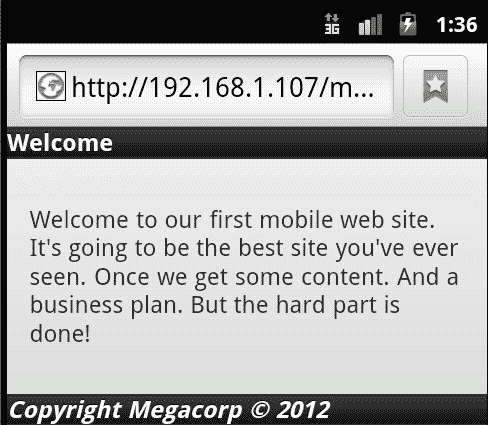 3G 1:36
http://192.168.1.107/m...
Welcome
Welcome to our first mobile web site.
It's going to be the best site you've ever
seen. Once we get some content. And a
business plan. But the hard part is
done!
Copyright Megacorp © 2012